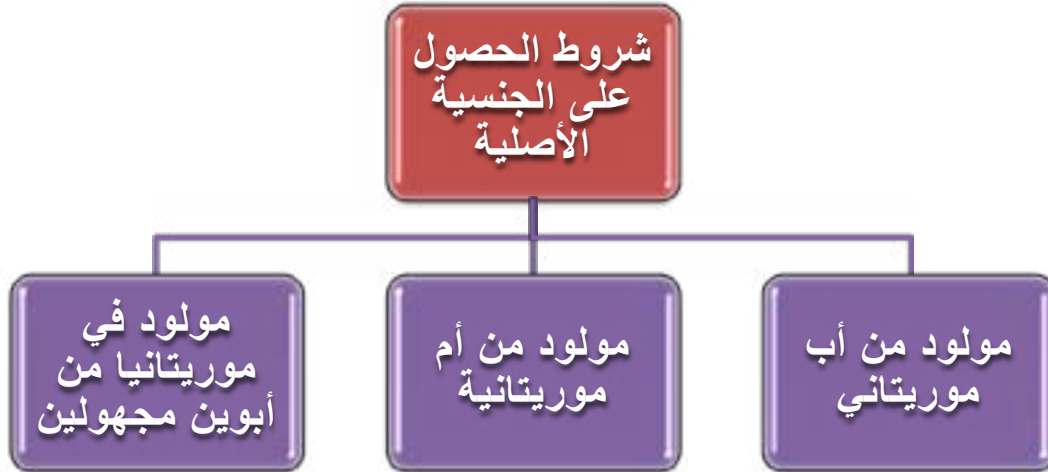 شروط الحصول
على الجنسية
الأصلية
مولود من أب
موريتاني
مولود من أم
موريتانية
مولود في
موريتانيا من
أبوين مجهولين